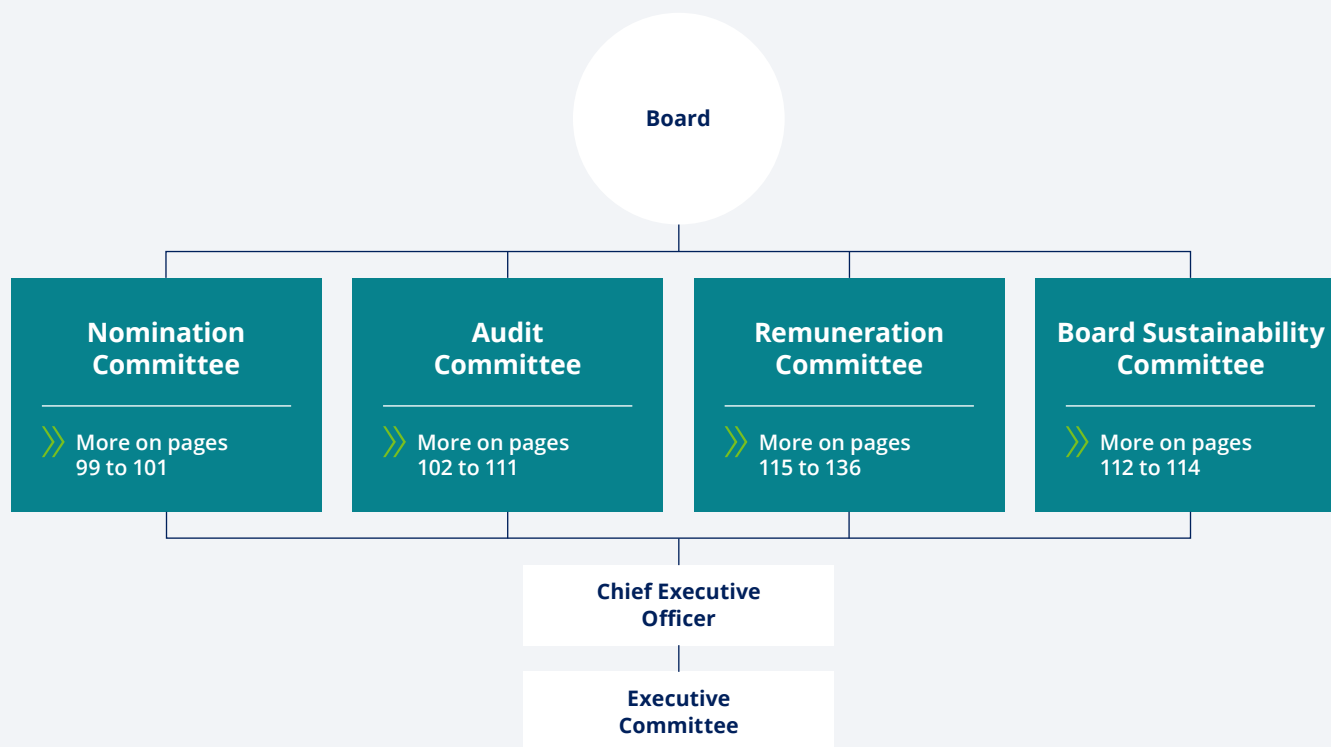 Board
Nomination
Committee
More on pages
99 to 101
Audit
Committee
More on pages
102 to 111
Remuneration
Committee
More on pages
115 to 136
Board Sustainability
Committee
More on pages
112 to 114
Chief Executive
Officer
Executive
Committee